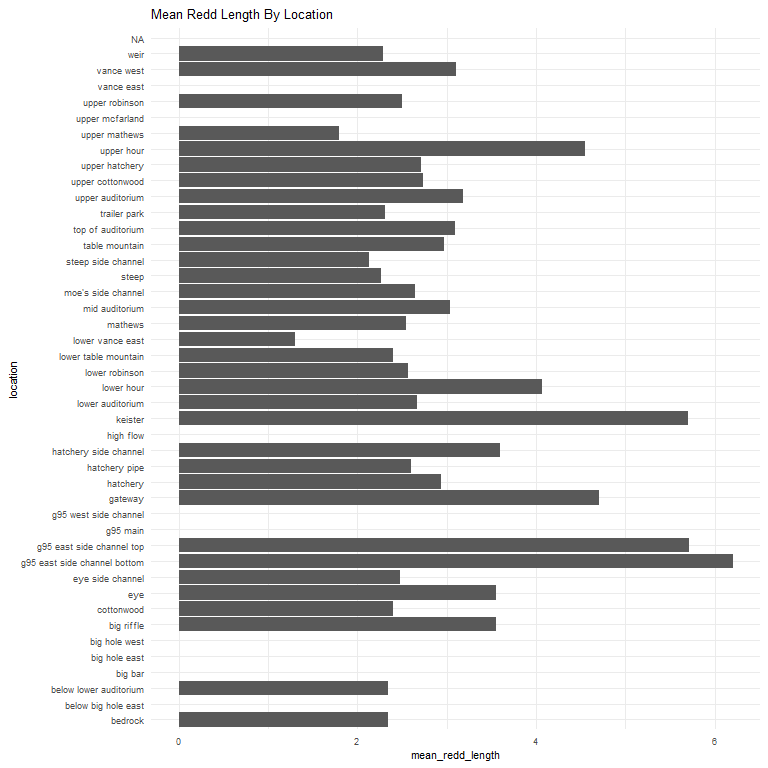 Mean Redd Length By Location
NA
weir
vance west
vance east
upper robinson
upper mcfarland
upper mathews
upper hour
upper hatchery
upper cottonwood
upper auditorium
trailer park
top of auditorium
table mountain
steep side channel
steep
moe's side channel
mid auditorium
mathews
lower vance east
lower table mountain
lower robinson
lower hour
lower auditorium
keister
high flow
hatchery side channel
hatchery pipe
hatchery
gateway
g95 west side channel
g95 main
g95 east side channel top
g95 east side channel bottom
eye side channel
eye
cottonwood
big riffle
big hole west
big hole east
big bar
below lower auditorium
below big hole east
bedrock
location
0 2 4 6
mean_redd_length